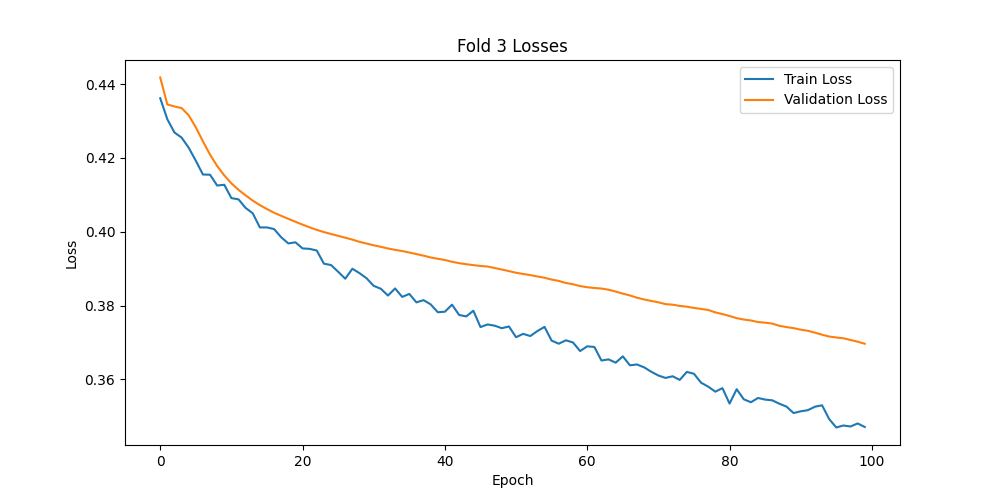 Fold 3 Losses
Train Loss
Validation Loss
0.44
0.42
0.40
0.38
0.36
Loss
0 20 40 60 80 100
Epoch